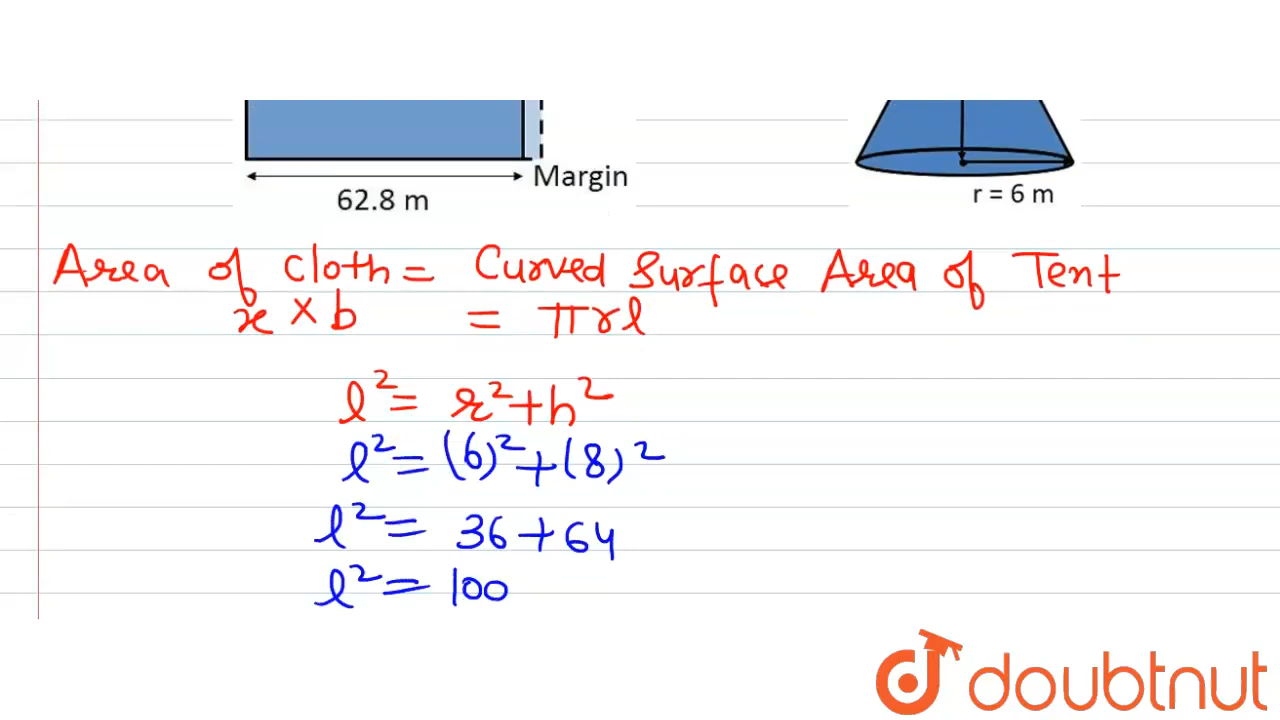 Margin
62.8 m
r = 6 m
Area of cloth = Curved Surface Area of Tent
x × b = πrl
l² = r² + h²
l² = (6)² + (8)²
l² = 36 + 64
l² = 100
doubtnut